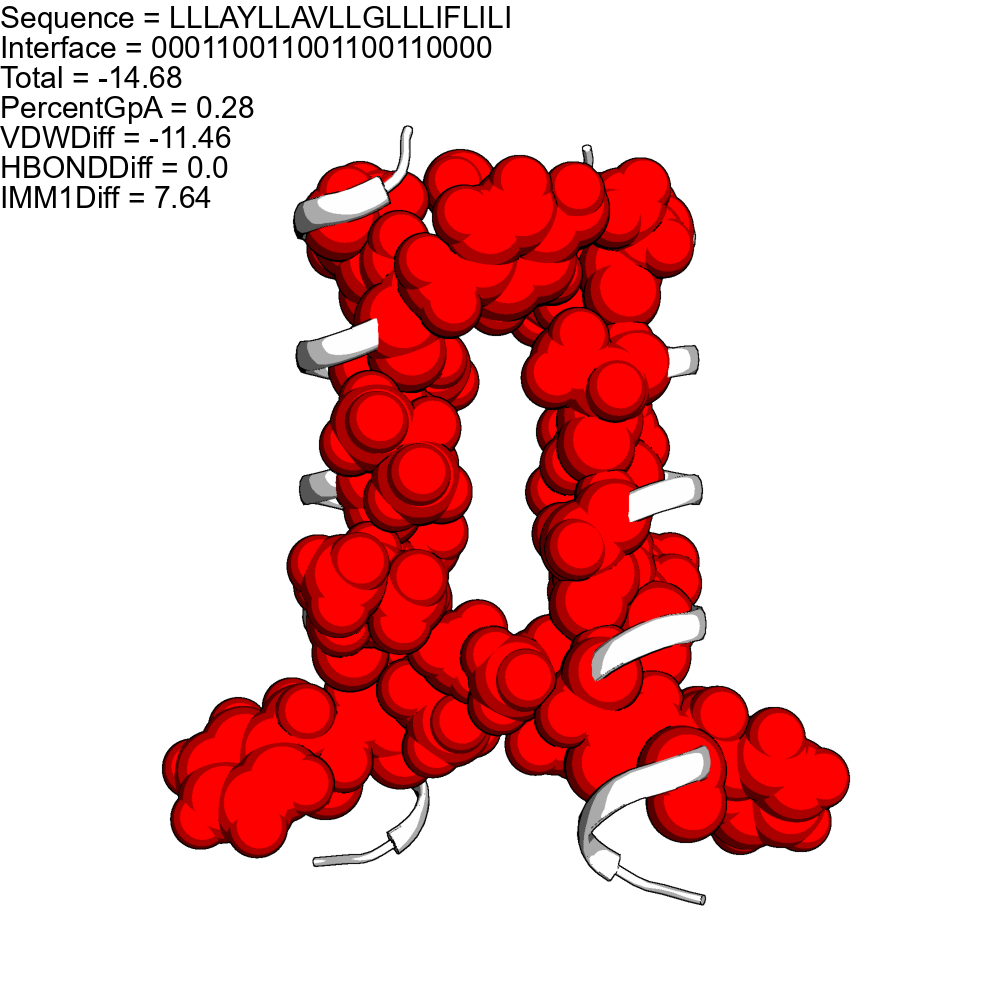 Sequence = LLLAYLLAVLLGLLLIFLILI
Interface = 000110011001100110000
Total = -14.68
PercentGpA = 0.28
VDWDiff = -11.46
HBONDDiff = 0.0
IMM1Diff = 7.64